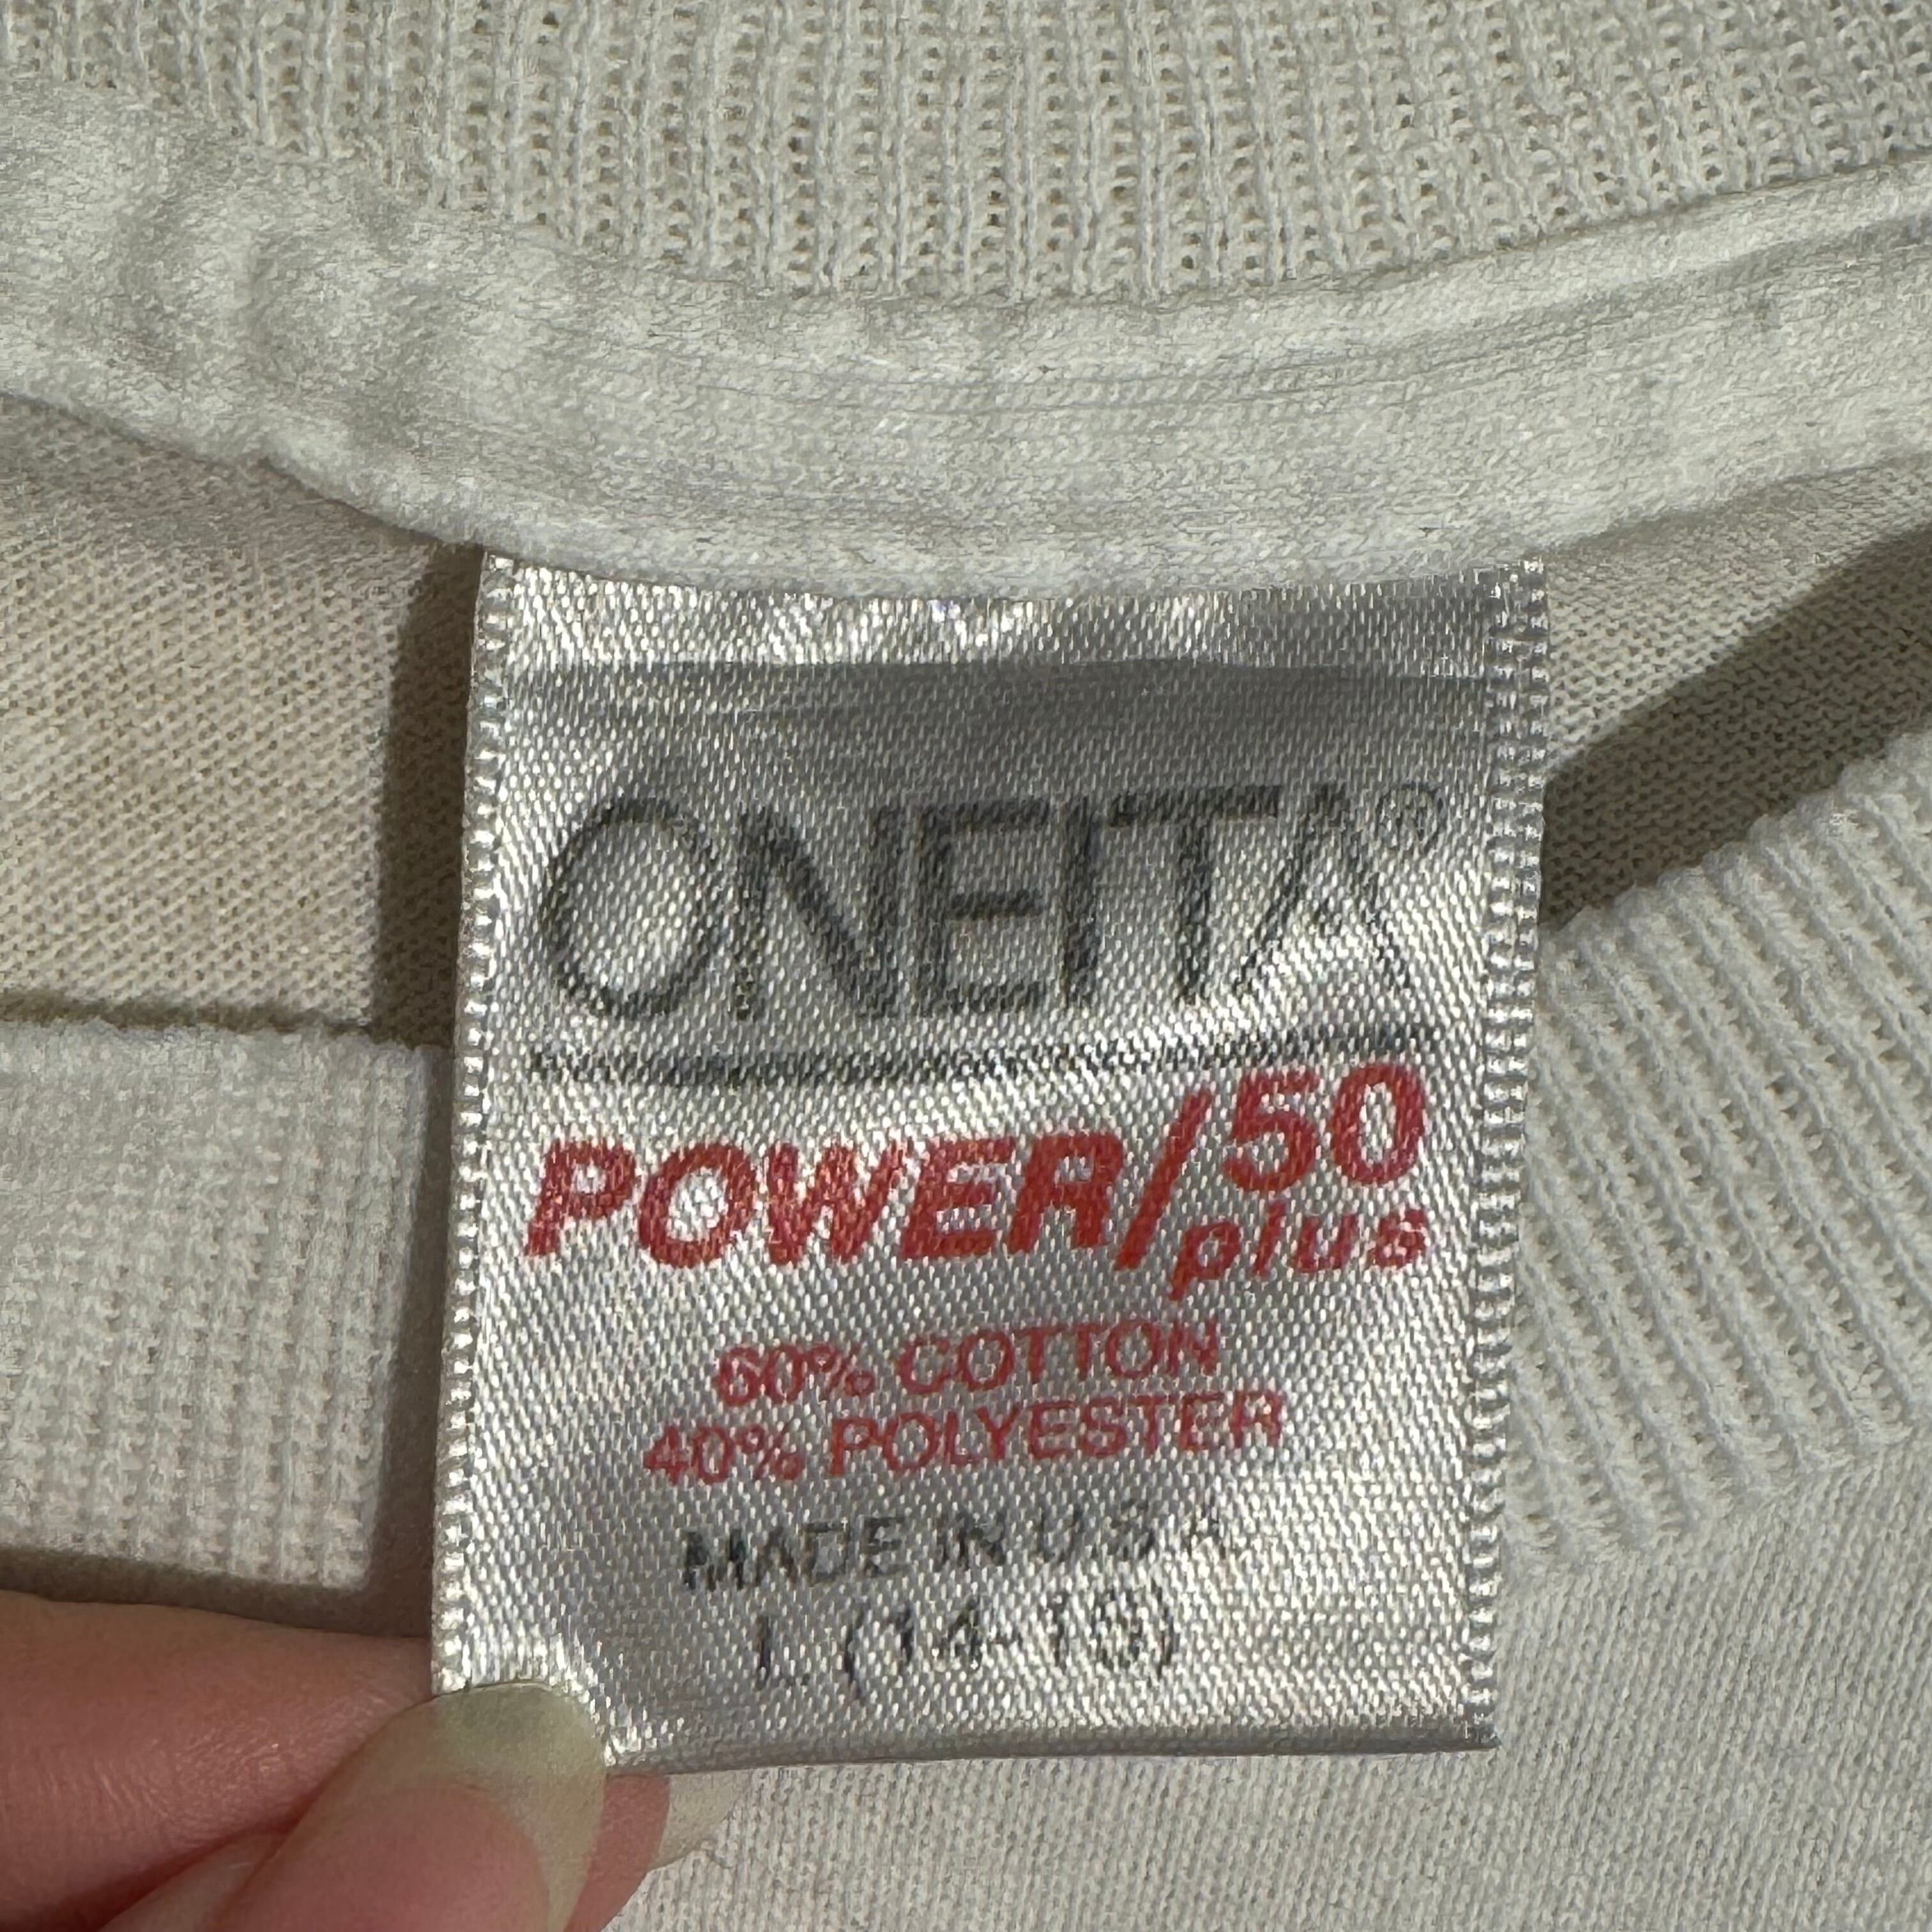 ONEITA®
POWER/50
plus
60% COTTON
40% POLYESTER
MADE IN U S A
L (14-16)